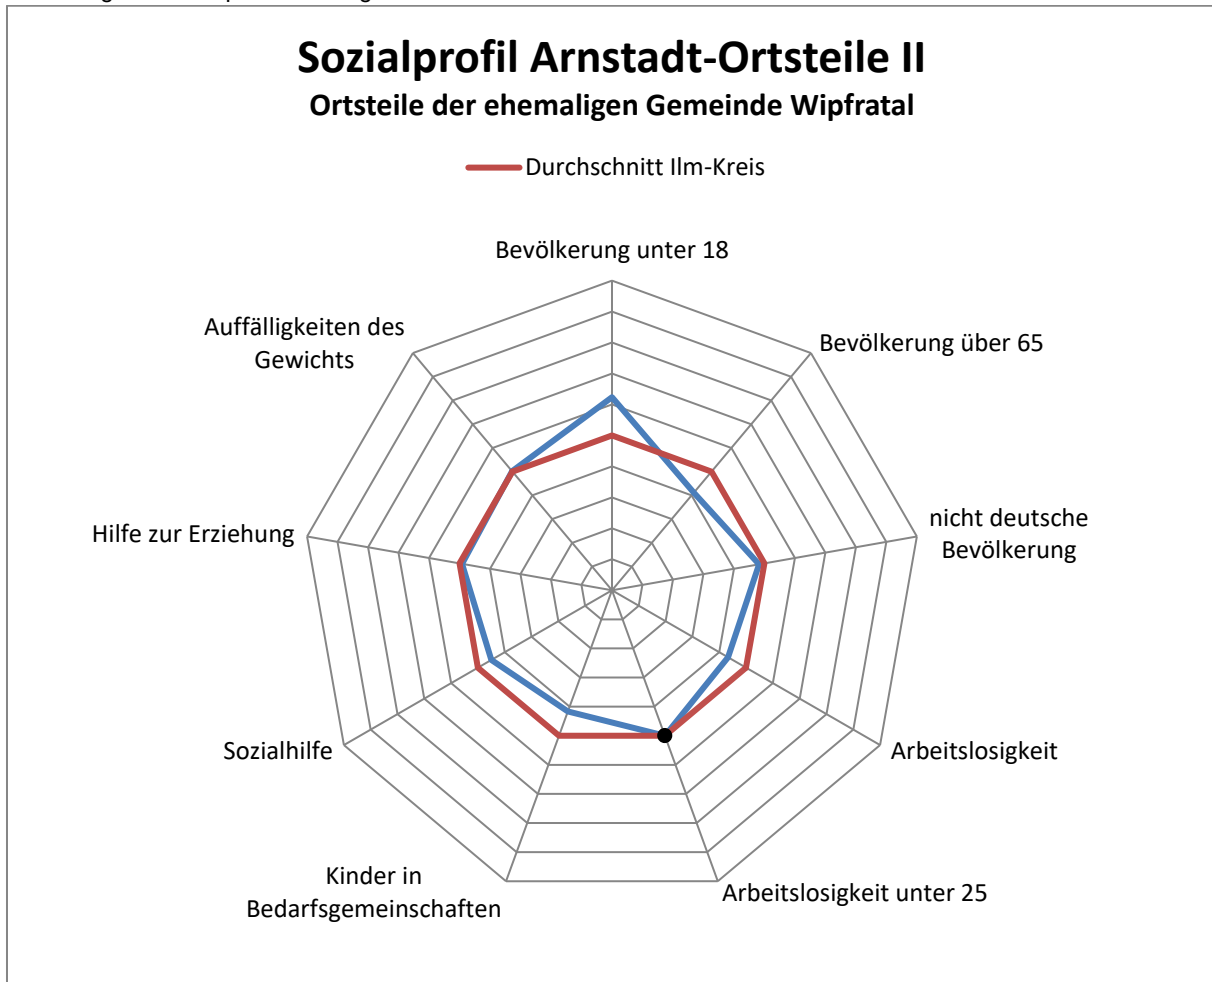 Sozialprofil Arnstadt-Ortsteile II
Ortsteile der ehemaligen Gemeinde Wipfratal
Durchschnitt Ilm-Kreis
Bevölkerung unter 18
Auffälligkeiten des
Gewichts
Bevölkerung über 65
nicht deutsche
Bevölkerung
Hilfe zur Erziehung
Sozialhilfe
Arbeitslosigkeit
Kinder in
Bedarfsgemeinschaften
Arbeitslosigkeit unter 25